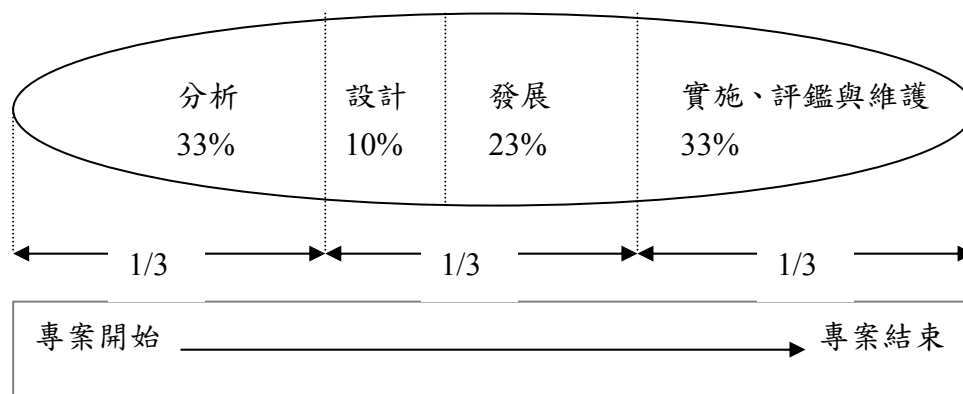 分析 設計 發展 實施、評鑑與維護
33% 10% 23% 33%
1/3 1/3 1/3
專案開始 專案結束